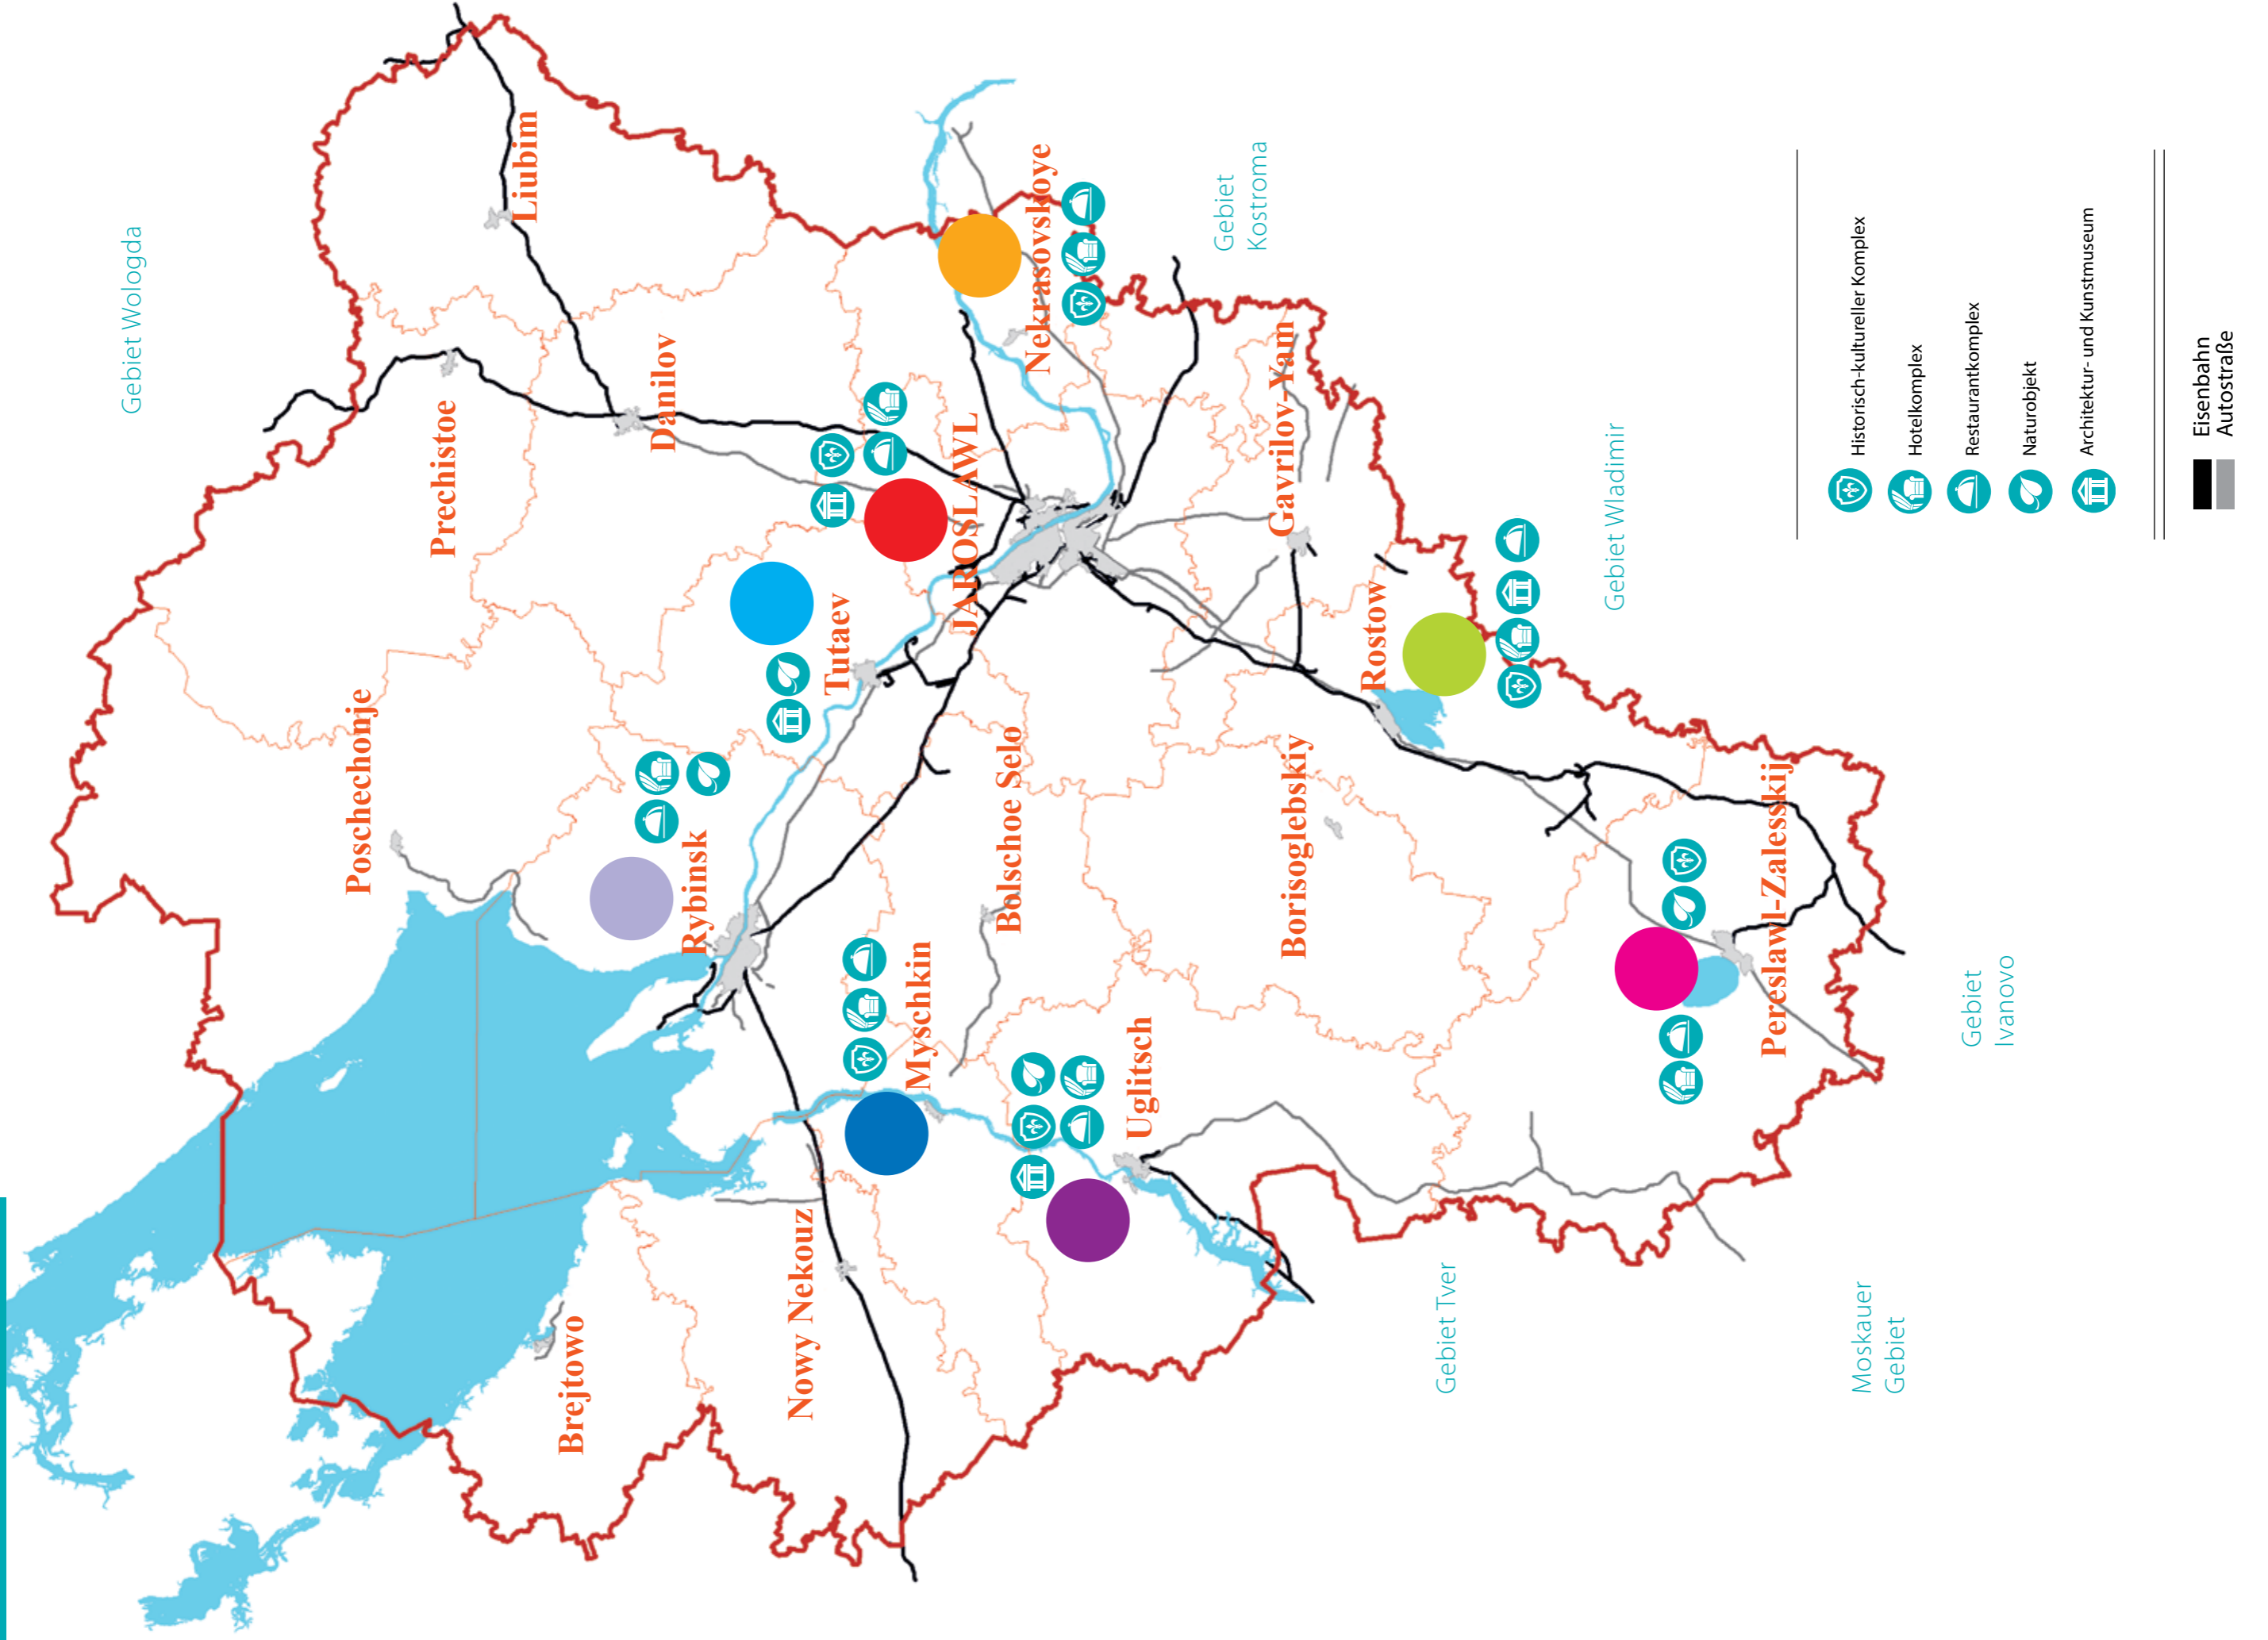 Gebiet Wologda
Poschechonje
Prechistoe
Liubim
Brejtowo
Rybinsk
Danilov
Nowy Nekouz
Tutaev
Myschkin
JAROSLAWL
Bolschoe Selo
Nekrasovskoye
Uglitsch
Gebiet
Kostroma
Borisoglebskiy
Gavrilov-Yam
Rostow
Gebiet Tver
Gebiet Wladimir
Pereslawl-Zalesskij
Moskauer
Gebiet
Gebiet
Ivanovo
Historisch-kultureller Komplex
Hotelkomplex
Restaurantkomplex
Naturobjekt
Architektur- und Kunstmuseum
Eisenbahn
Autostraße